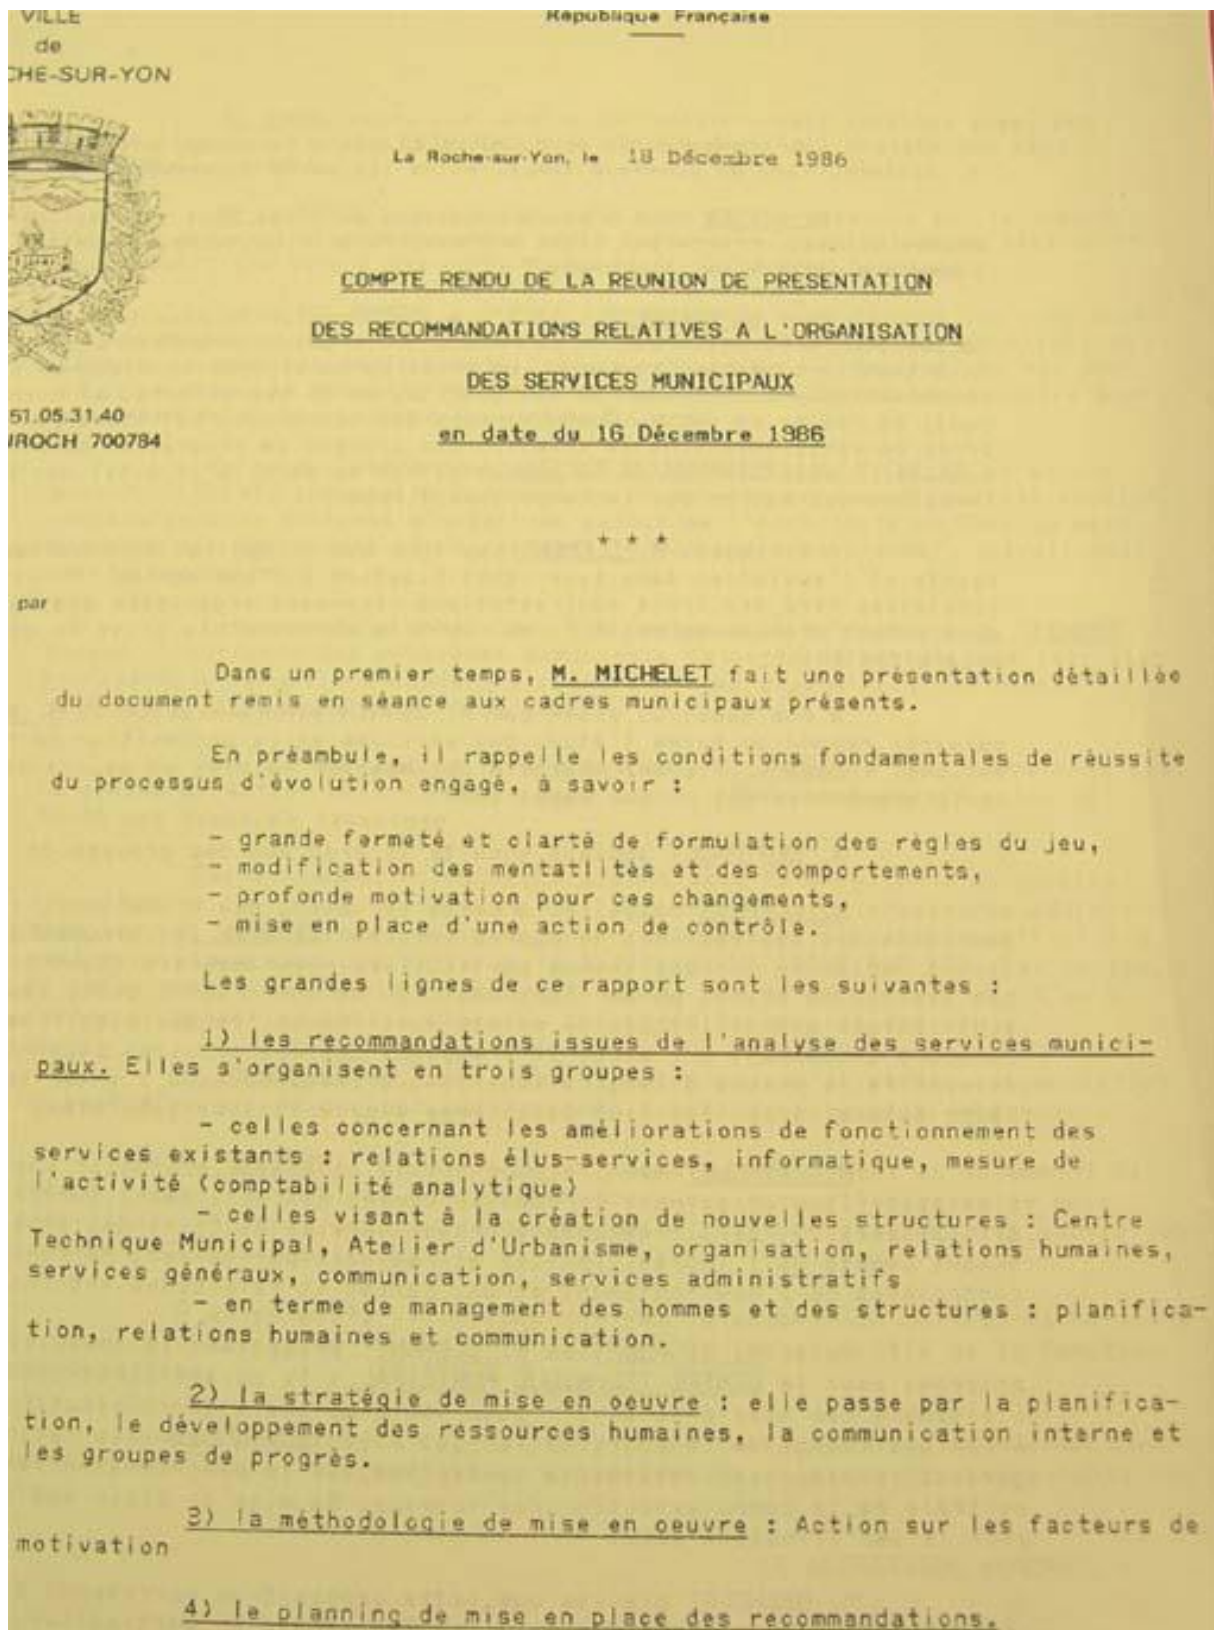 VILLE
République Française
de
CHE-SUR-YON
La Roche-sur-Yon, le 18 Décembre 1986
COMPTE RENDU DE LA REUNION DE PRESENTATION
DES RECOMMANDATIONS RELATIVES A L'ORGANISATION
DES SERVICES MUNICIPAUX
51.05.31.40
ROCH 700784
en date du 16 Décembre 1986
* * *
par
Dans un premier temps, M. MICHELET fait une présentation détaillée
du document remis en séance aux cadres municipaux présents.
En préambule, il rappelle les conditions fondamentales de réussite
du processus d'évolution engagé, à savoir :
- grande fermeté et clarté de formulation des règles du jeu,
- modification des mentatlités et des comportements,
- profonde motivation pour ces changements,
- mise en place d'une action de contrôle.
Les grandes lignes de ce rapport sont les suivantes :
1) les recommandations issues de l'analyse des services munici-
paux. Elles s'organisent en trois groupes :
- celles concernant les améliorations de fonctionnement des
services existants : relations élus-services, informatique, mesure de
l'activité (comptabilité analytique)
- celles visant à la création de nouvelles structures : Centre
Technique Municipal, Atelier d'Urbanisme, organisation, relations humaines,
services généraux, communication, services administratifs
- en terme de management des hommes et des structures : planifica-
tion, relations humaines et communication.
2) la stratégie de mise en oeuvre : elle passe par la planifica-
tion, le développement des ressources humaines, la communication interne et
les groupes de progrès.
3) la méthodologie de mise en oeuvre : Action sur les facteurs de
motivation
4) le planning de mise en place des recommandations.